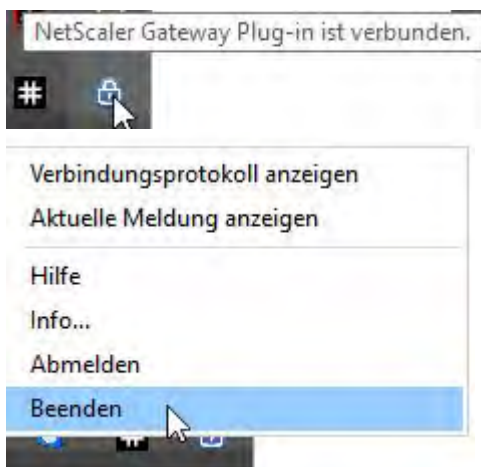 NetScaler Gateway Plug-in ist verbunden.
#
Verbindungsprotokoll anzeigen
Aktuelle Meldung anzeigen
Hilfe
Info...
Abmelden
Beenden
#